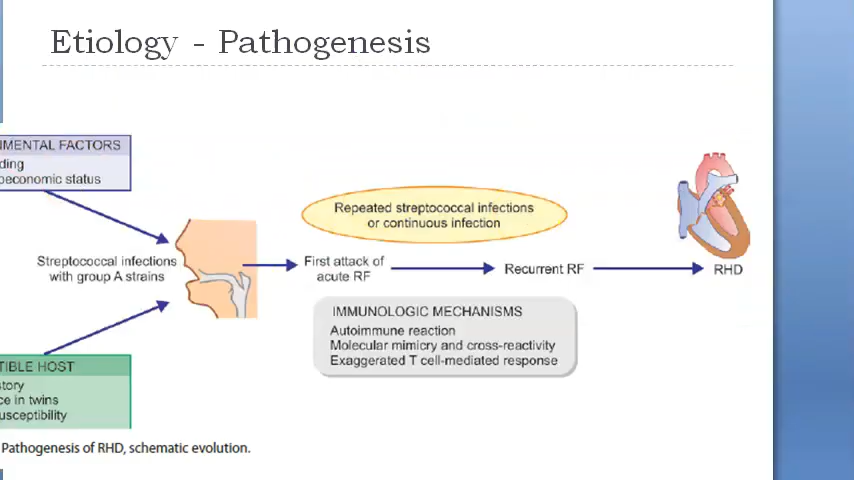 Etiology - Pathogenesis
NMENTAL FACTORS
ding
oeconomic status
Repeated streptococcal infections
or continuous infection
Streptococcal infections
with group A strains
First attack of
acute RF
Recurrent RF
RHD
IMMUNOLOGIC MECHANISMS
Autoimmune reaction
Molecular mimicry and cross-reactivity
Exaggerated T cell-mediated response
TIBLE HOST
story
ce in twins
usceptibility
Pathogenesis of RHD, schematic evolution.